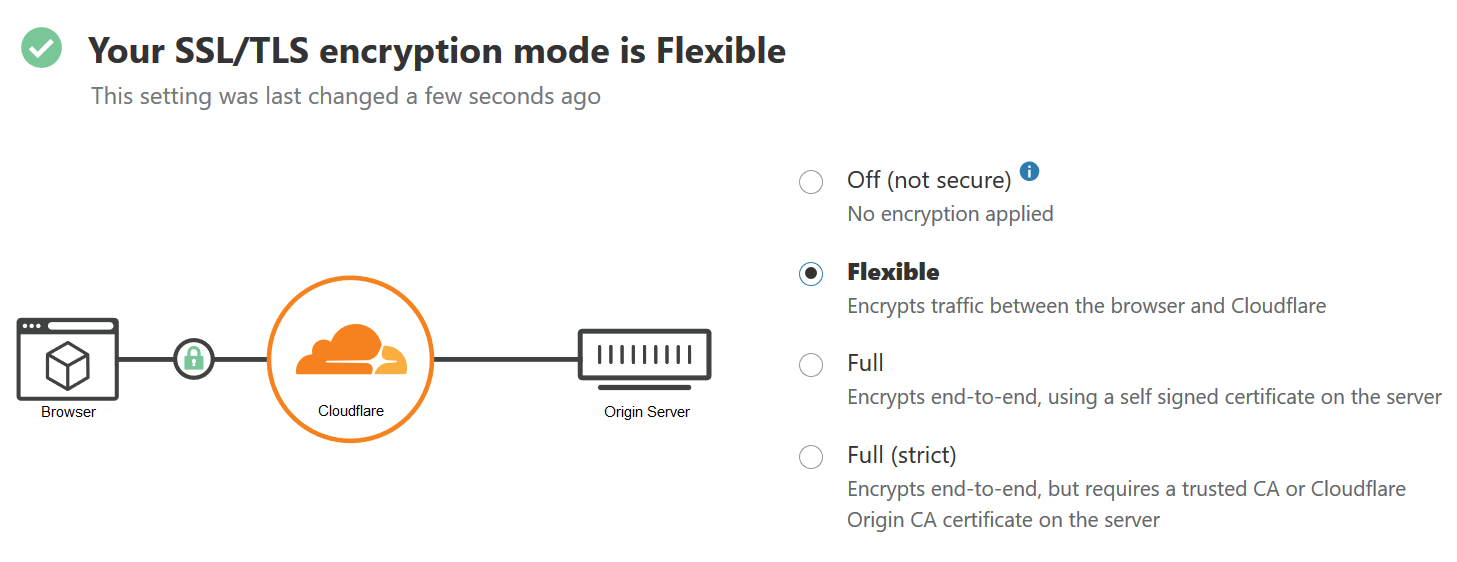 Your SSL/TLS encryption mode is Flexible
This setting was last changed a few seconds ago
Off (not secure)
No encryption applied
Flexible
Encrypts traffic between the browser and Cloudflare
Full
Encrypts end-to-end, using a self signed certificate on the server
Full (strict)
Encrypts end-to-end, but requires a trusted CA or Cloudflare
Origin CA certificate on the server
Browser
Cloudflare
Origin Server